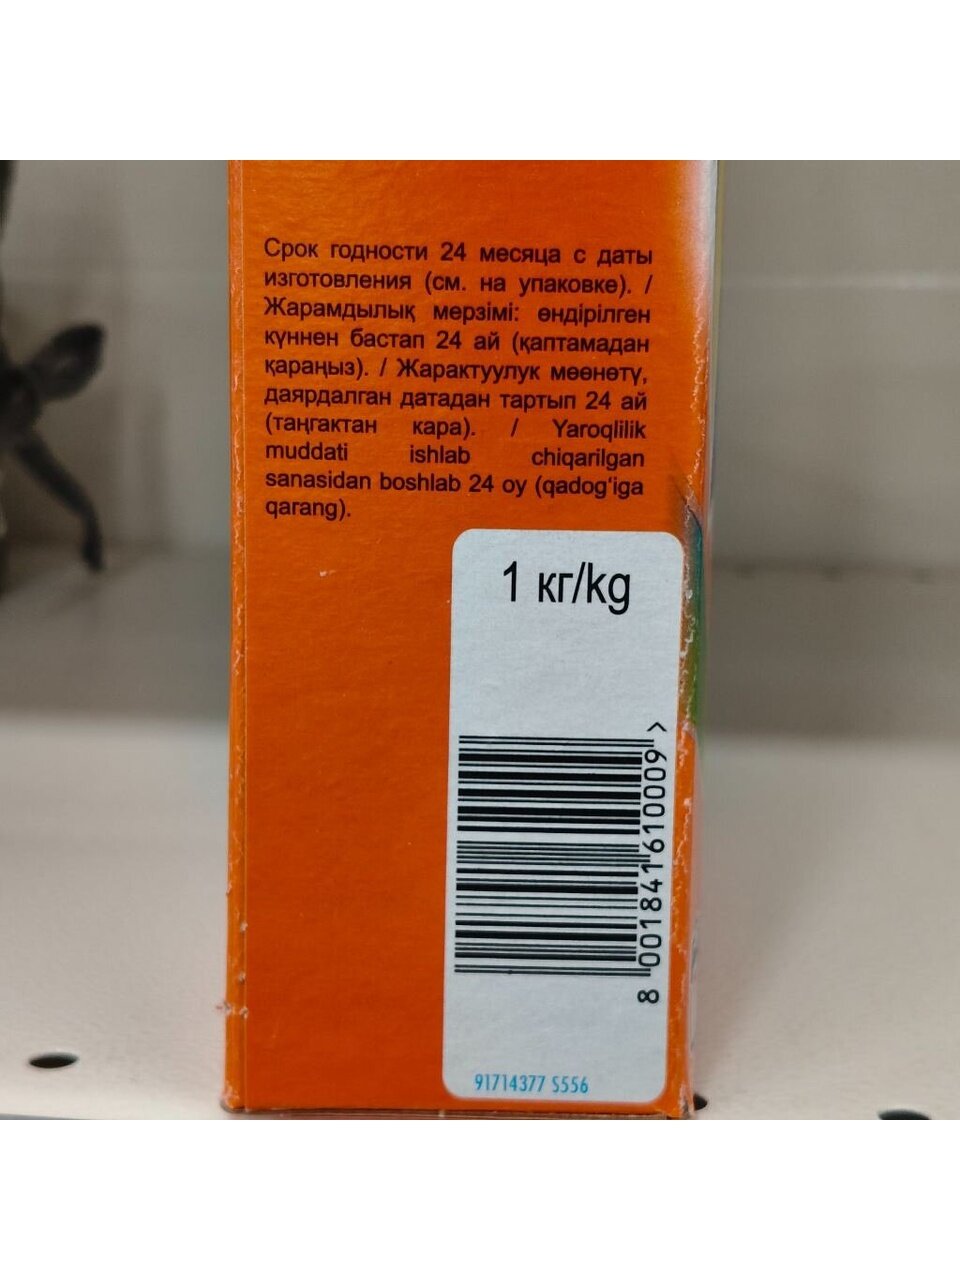 Срок годности 24 месяца с даты
изготовления (см. на упаковке). /
Жарамдылық мерзімі: өндірілген
күннен бастап 24 ай (қаптамадан
қараңыз). / Жарактуулук мөөнөтү,
даярдалган датадан тартып 24 ай
(таңгактан кара). / Yaroqlilik
muddati ishlab chiqarilgan
sanasidan boshlab 24 oy (qadog‘iga
qarang).
1 кг/kg
8 001841 610009 >
91714377 S556